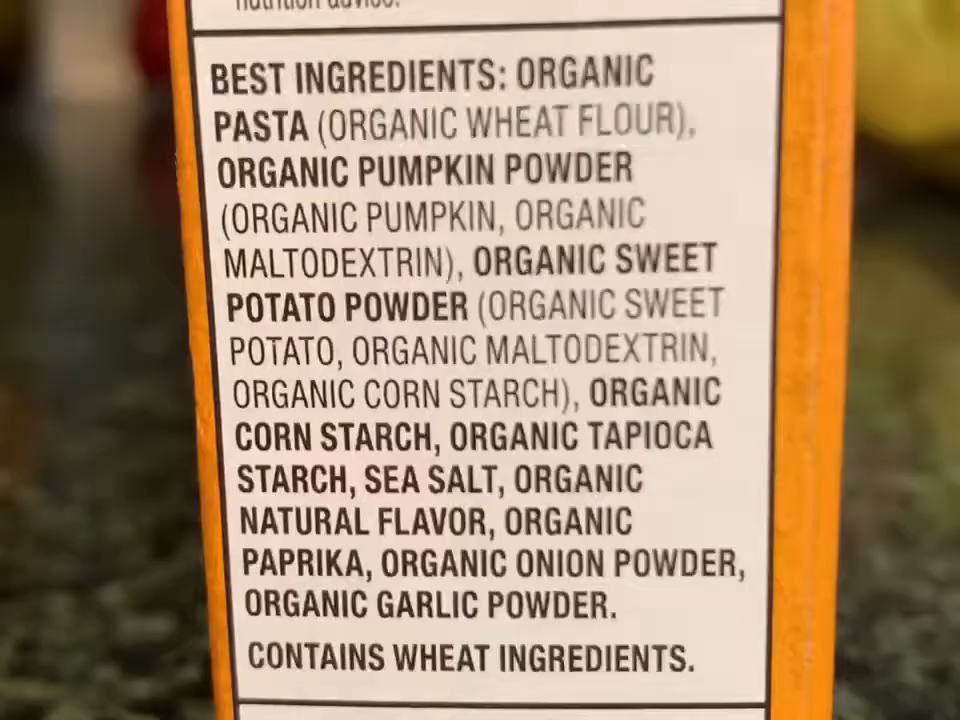 nutrition advice.
BEST INGREDIENTS: ORGANIC
PASTA (ORGANIC WHEAT FLOUR),
ORGANIC PUMPKIN POWDER
(ORGANIC PUMPKIN, ORGANIC
MALTODEXTRIN), ORGANIC SWEET
POTATO POWDER (ORGANIC SWEET
POTATO, ORGANIC MALTODEXTRIN,
ORGANIC CORN STARCH), ORGANIC
CORN STARCH, ORGANIC TAPIOCA
STARCH, SEA SALT, ORGANIC
NATURAL FLAVOR, ORGANIC
PAPRIKA, ORGANIC ONION POWDER,
ORGANIC GARLIC POWDER.
CONTAINS WHEAT INGREDIENTS.